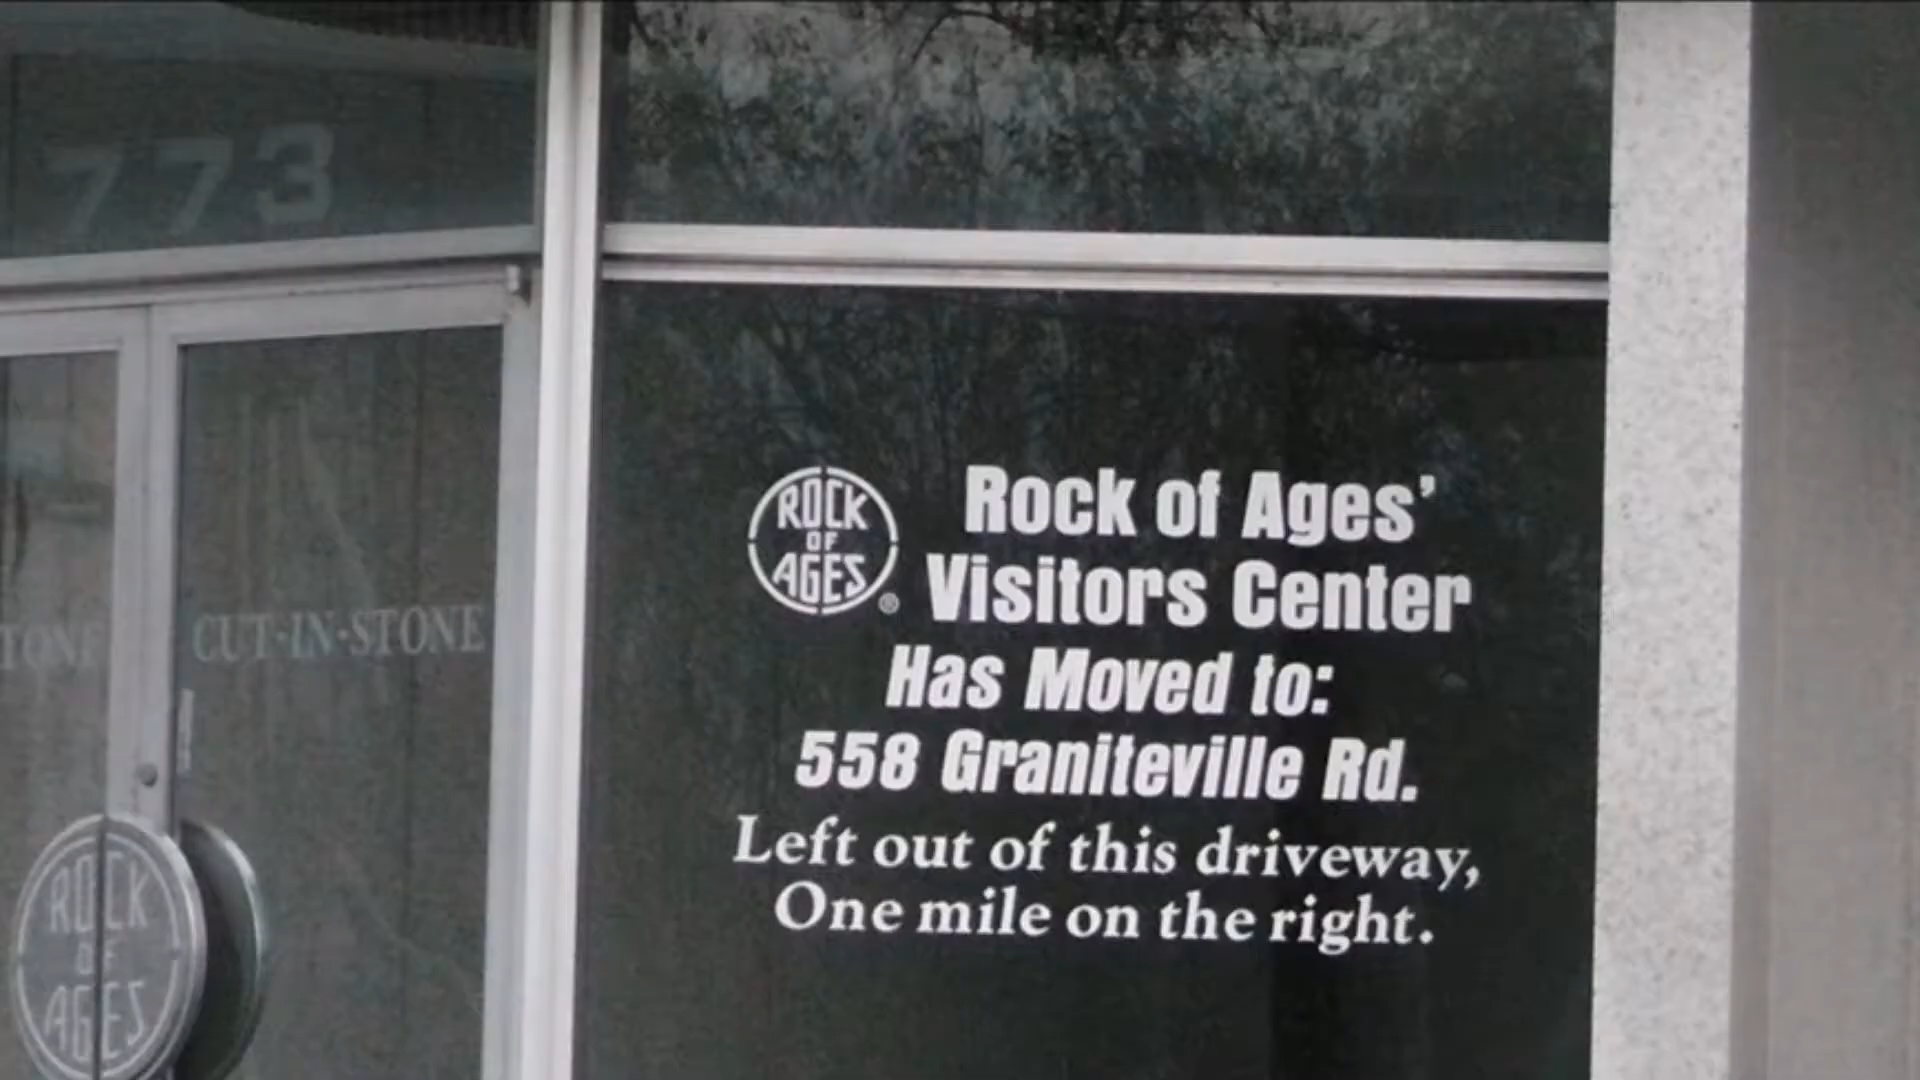 773
CUT·IN·STONE
ROCK
OF
AGES
ROCK
OF
AGES
®
Rock of Ages’
Visitors Center
Has Moved to:
558 Graniteville Rd.
Left out of this driveway,
One mile on the right.